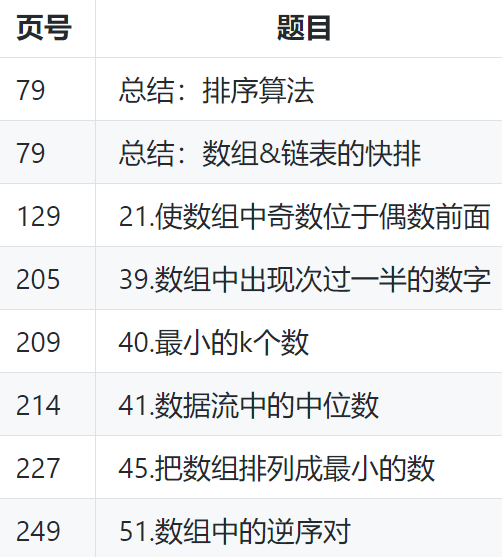 页号 题目
79 总结：排序算法
79 总结：数组&链表的快排
129 21.使数组中奇数位于偶数前面
205 39.数组中出现次过一半的数字
209 40.最小的k个数
214 41.数据流中的中位数
227 45.把数组排列成最小的数
249 51.数组中的逆序对